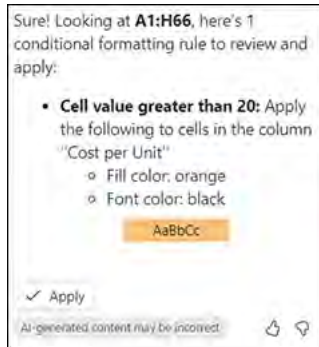 Sure! Looking at A1:H66, here's 1
conditional formatting rule to review and
apply:
• Cell value greater than 20: Apply
the following to cells in the column
"Cost per Unit"
○ Fill color: orange
○ Font color: black
AaBbCc
✓ Apply
AI-generated content may be incorrect